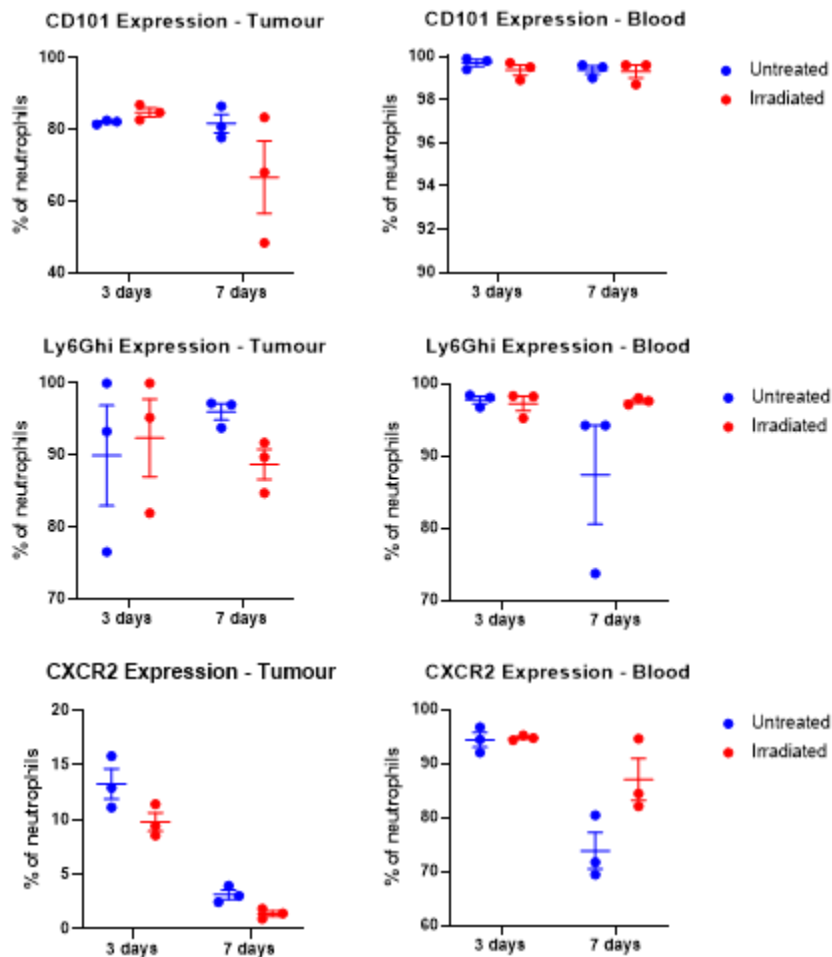 CD101 Expression - Tumour
% of neutrophils
100
80
60
40
3 days 7 days
CD101 Expression - Blood
% of neutrophils
100
98
96
94
92
90
3 days 7 days
Untreated
Irradiated
Ly6Ghi Expression - Tumour
% of neutrophils
100
90
80
70
3 days 7 days
Ly6Ghi Expression - Blood
% of neutrophils
100
90
80
70
3 days 7 days
Untreated
Irradiated
CXCR2 Expression - Tumour
% of neutrophils
20
15
10
5
0
3 days 7 days
CXCR2 Expression - Blood
% of neutrophils
100
90
80
70
60
3 days 7 days
Untreated
Irradiated